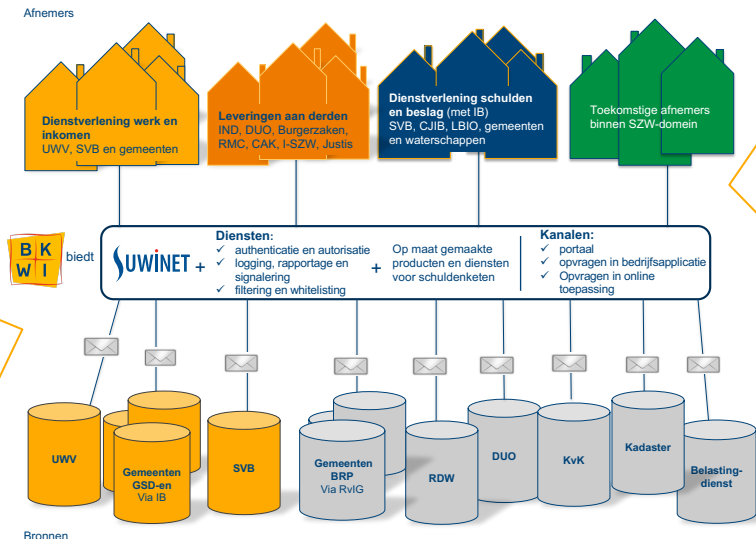 Afnemers
Dienstverlening werk en
inkomen
UWV, SVB en gemeenten
Leveringen aan derden
IND, DUO, Burgerzaken,
RMC, CAK, I-SZW, Justis
Dienstverlening schulden
en beslag (met IB)
SVB, CJIB, LBIO, gemeenten
en waterschappen
Toekomstige afnemers
binnen SZW-domein
B K
W I
biedt
SUWINET
+
Diensten:
✓ authenticatie en autorisatie
✓ logging, rapportage en
signalering
✓ filtering en whitelisting
+
Op maat gemaakte
producten en diensten
voor schuldenketen
Kanalen:
✓ portaal
✓ opvragen in bedrijfsapplicatie
✓ Opvragen in online
toepassing
UWV
Gemeenten
GSD-en
Via IB
SVB
Gemeenten
BRP
Via RvIG
RDW
DUO
KvK
Kadaster
Belasting-
dienst
Bronnen